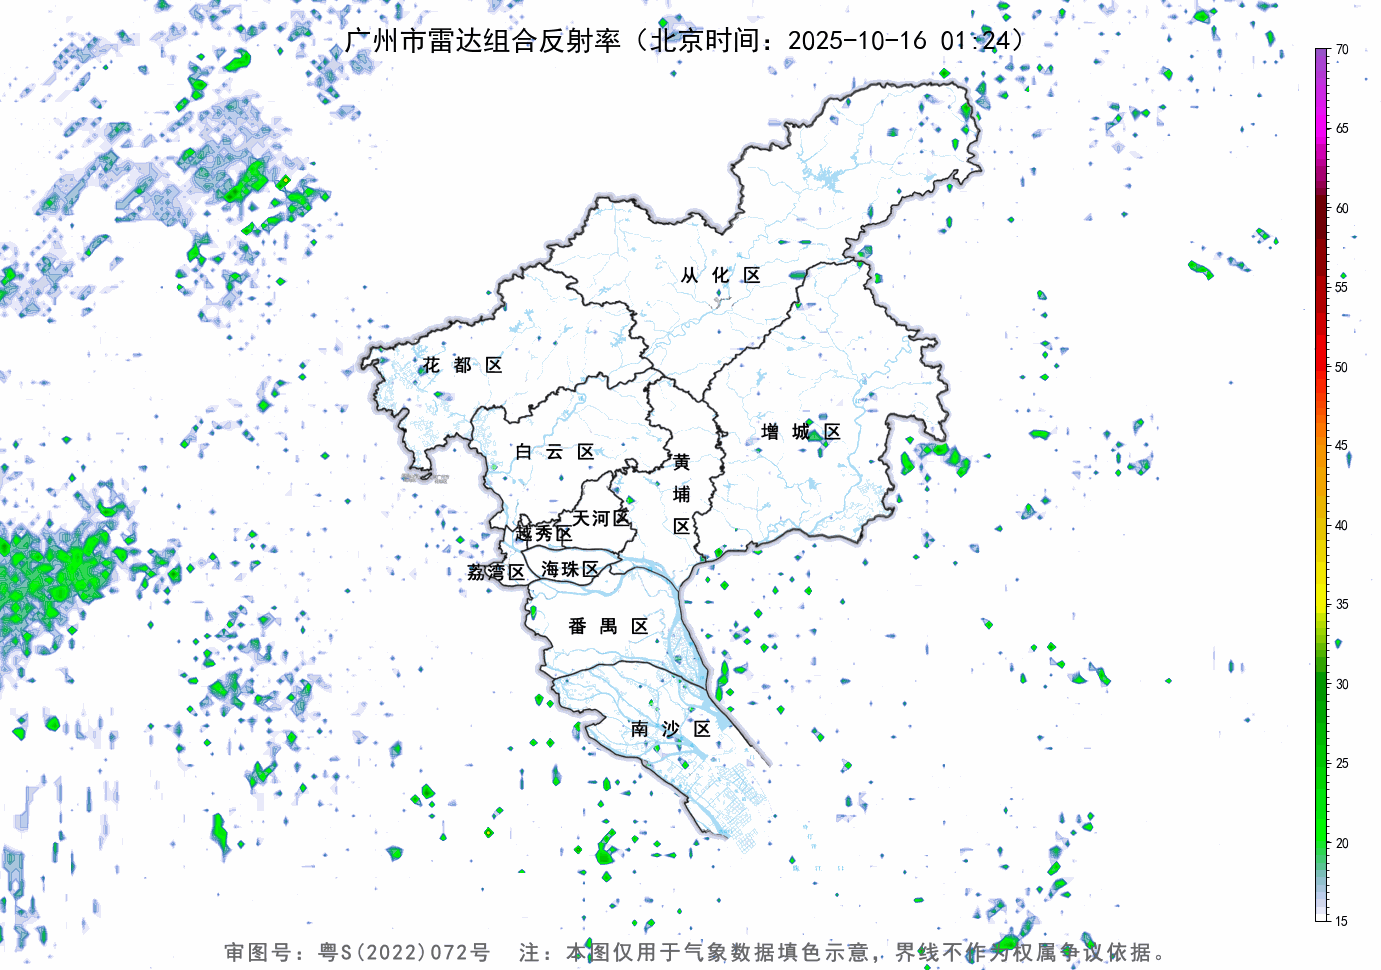 广州市雷达组合反射率（北京时间：2025-10-16 01:24）
70
65
60
从 化 区
55
50
花 都 区
增 城 区
45
白 云 区
黄埔区
40
天河区
越秀区
海珠区
荔湾区
35
番 禺 区
30
南 沙 区
25
20
15
审图号：粤S(2022)072号 注：本图仅用于气象数据填色示意，界线不作为权属争议依据。